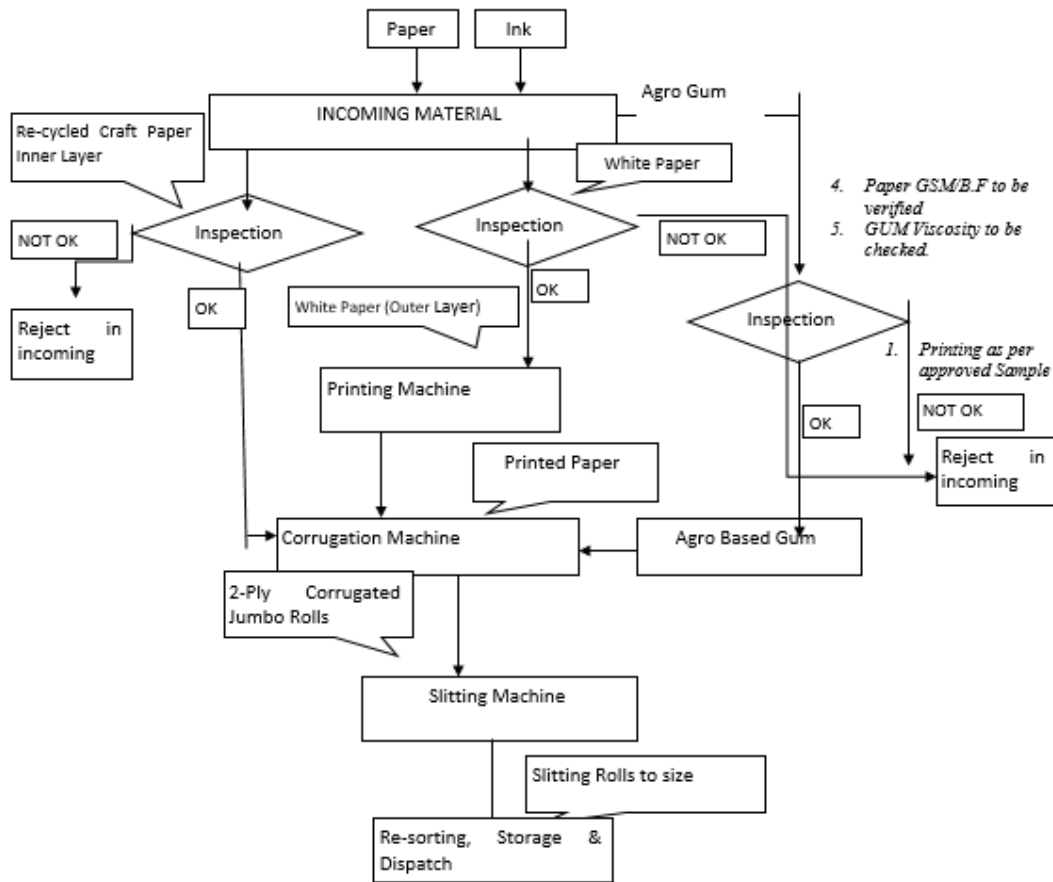 Paper
Ink
INCOMING MATERIAL
Agro Gum
Re-cycled Craft Paper
Inner Layer
White Paper
4. Paper GSM/B.F to be
verified
5. GUM Viscosity to be
checked.
NOT OK
Inspection
Inspection
NOT OK
OK
White Paper (Outer Layer)
OK
Reject in
incoming
Inspection
1. Printing as per
approved Sample
Printing Machine
OK
NOT OK
Printed Paper
Reject in
incoming
Corrugation Machine
Agro Based Gum
2-Ply Corrugated
Jumbo Rolls
Slitting Machine
Slitting Rolls to size
Re-sorting, Storage &
Dispatch